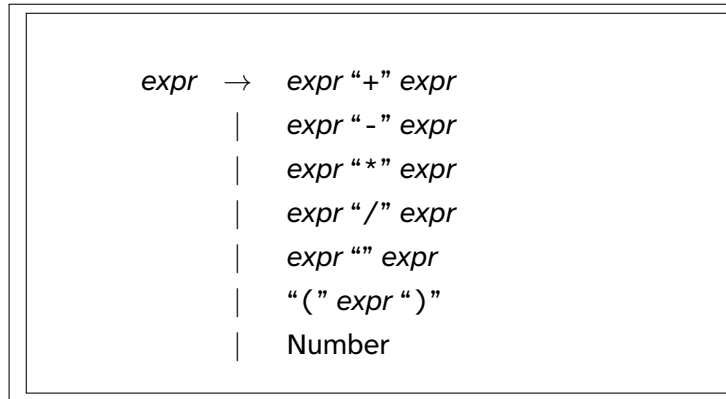 expr → expr “+” expr
| expr “-” expr
| expr “*” expr
| expr “/” expr
| expr “” expr
| “(” expr “)”
| Number